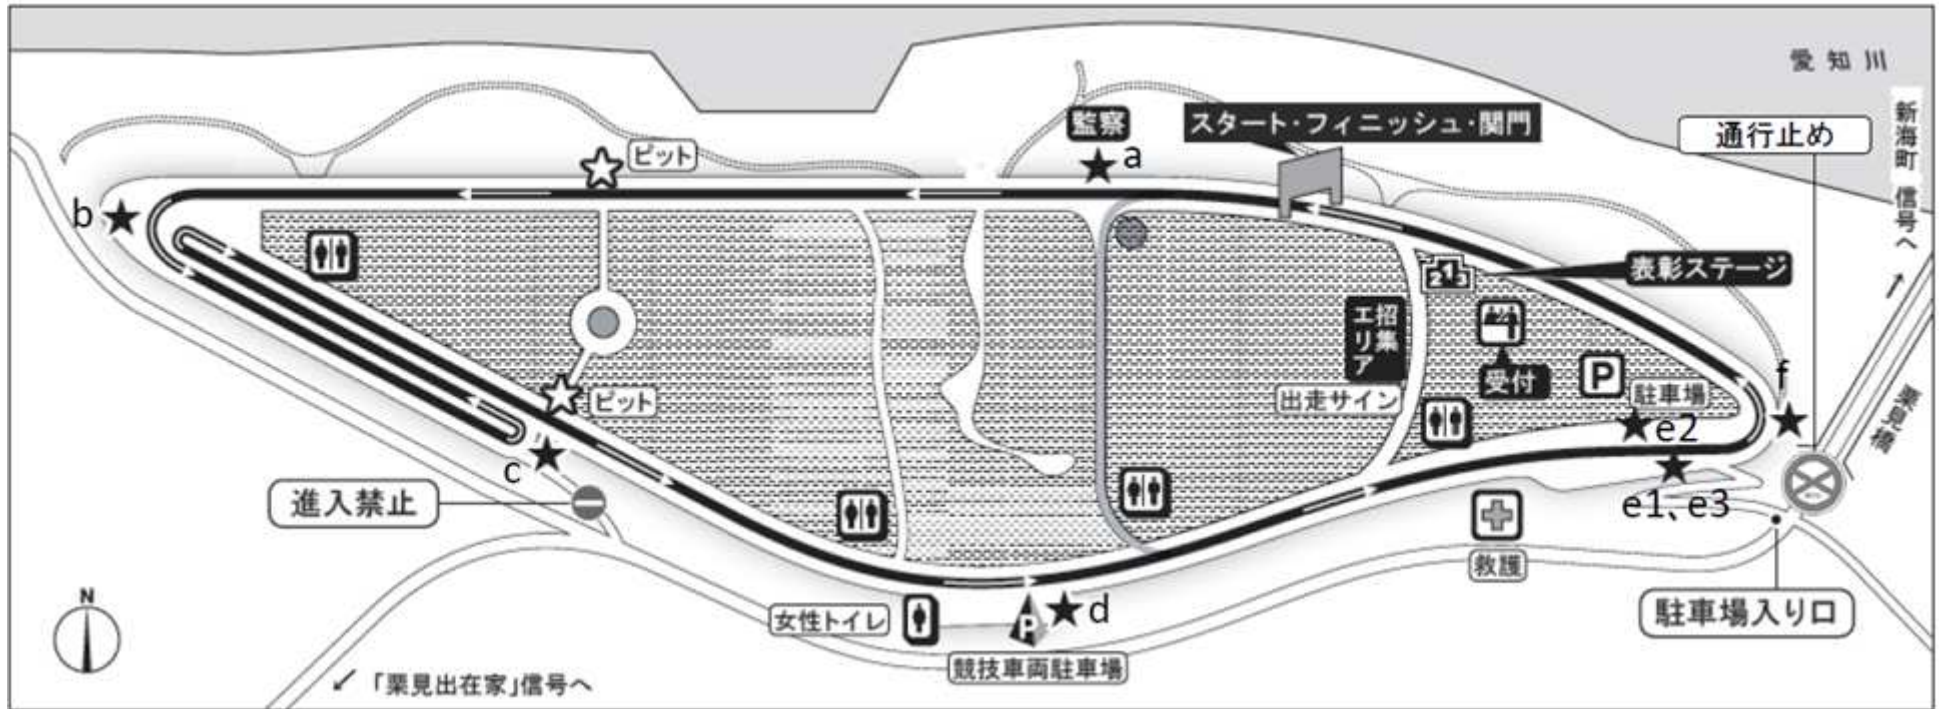 愛知川
新海町 信号へ
通行止め
監察
a
スタート・フィニッシュ・関門
ピット
b
表彰ステージ
2 1 3
招集
エリア
受付
P
駐車場
f
出走サイン
e2
栗見橋
ピット
c
進入禁止
e1、e3
救護
駐車場入り口
N
女性トイレ
P
d
競技車両駐車場
「栗見出在家」信号へ